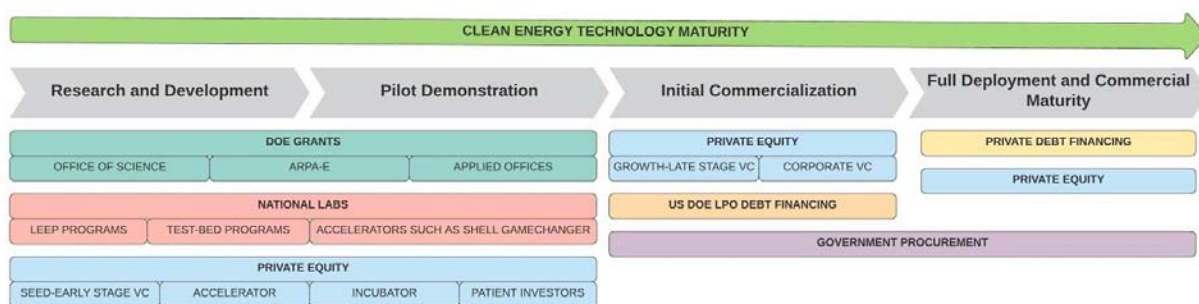 CLEAN ENERGY TECHNOLOGY MATURITY
Research and Development
Pilot Demonstration
Initial Commercialization
Full Deployment and Commercial
Maturity
DOE GRANTS
OFFICE OF SCIENCE
ARPA-E
APPLIED OFFICES
NATIONAL LABS
LEEP PROGRAMS
TEST-BED PROGRAMS
ACCELERATORS SUCH AS SHELL GAMECHANGER
PRIVATE EQUITY
SEED-EARLY STAGE VC
ACCELERATOR
INCUBATOR
PATIENT INVESTORS
PRIVATE EQUITY
GROWTH-LATE STAGE VC
CORPORATE VC
US DOE LPO DEBT FINANCING
PRIVATE DEBT FINANCING
PRIVATE EQUITY
GOVERNMENT PROCUREMENT